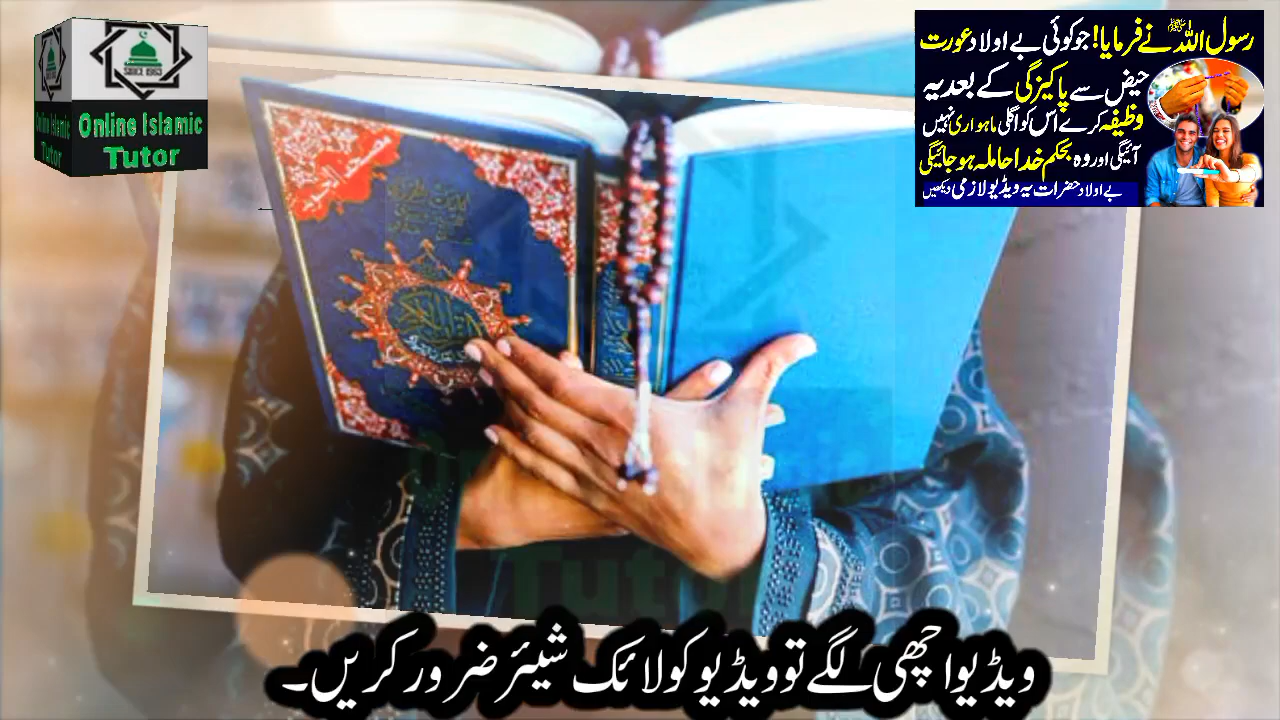 SINCE 1963
Online Islamic
Tutor
رسول اللہ ﷺ نے فرمایا! جو کوئی بے اولاد عورت
حیض سے پاکیزگی کے بعد یہ
وظیفہ کرے اس کو اگلی ماہواری نہیں
آئیگی اور وہ بحکم خدا حاملہ ہو جائیگی
بے اولاد حضرات یہ ویڈیو لازمی دیکھیں
ویڈیو اچھی لگے تو ویڈیو کو لائک شیئر ضرور کریں۔